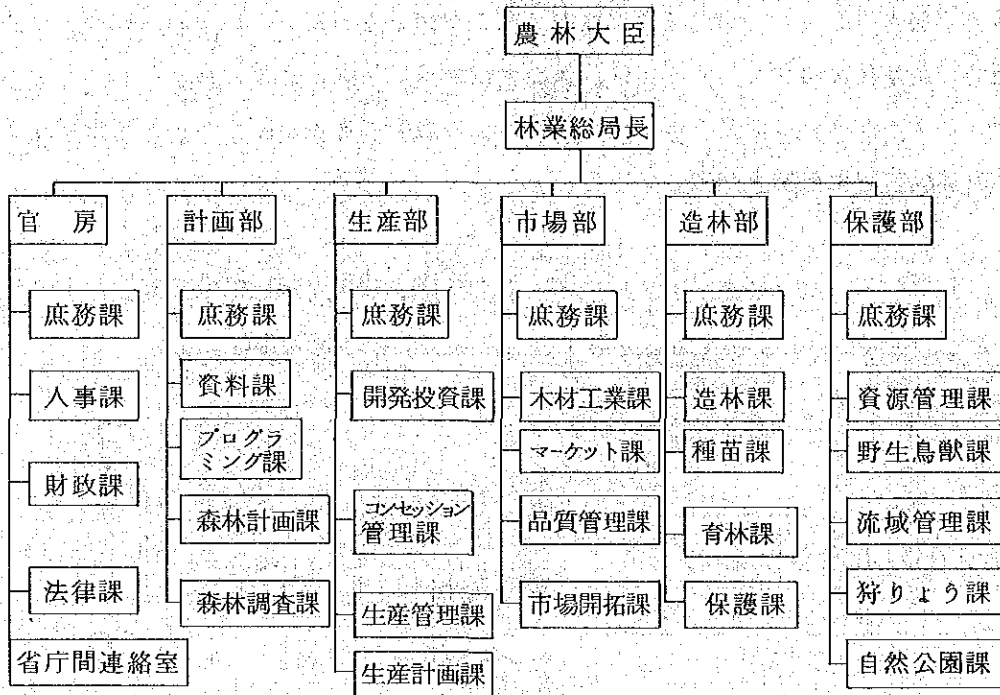 農林大臣
林業総局長
官 房
庶務課
人事課
財政課
法律課
省庁間連絡室
計画部
庶務課
資料課
プログラ
ミング課
森林計画課
森林調査課
生産部
庶務課
開発投資課
コンセッション
管理課
生産管理課
生産計画課
市場部
庶務課
木材工業課
マーケット課
品質管理課
市場開拓課
造林部
庶務課
造林課
種苗課
育林課
保護課
保護部
庶務課
資源管理課
野生鳥獣課
流域管理課
狩りょう課
自然公園課